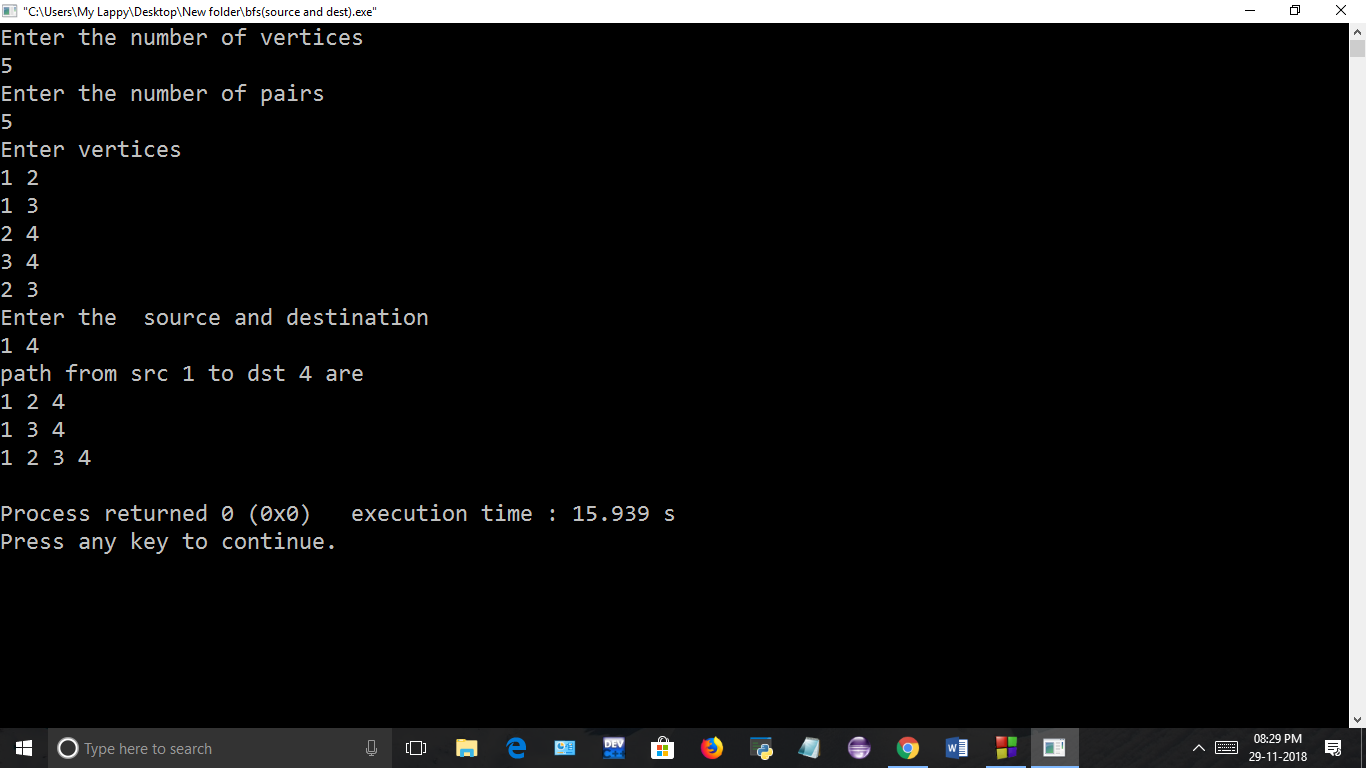 "C:\Users\My Lappy\Desktop\New folder\bfs(source and dest).exe"
Enter the number of vertices
5
Enter the number of pairs
5
Enter vertices
1 2
1 3
2 4
3 4
2 3
Enter the  source and destination
1 4
path from src 1 to dst 4 are
1 2 4
1 3 4
1 2 3 4
Process returned 0 (0x0)   execution time : 15.939 s
Press any key to continue.
Type here to search
DEV
08:29 PM
29-11-2018